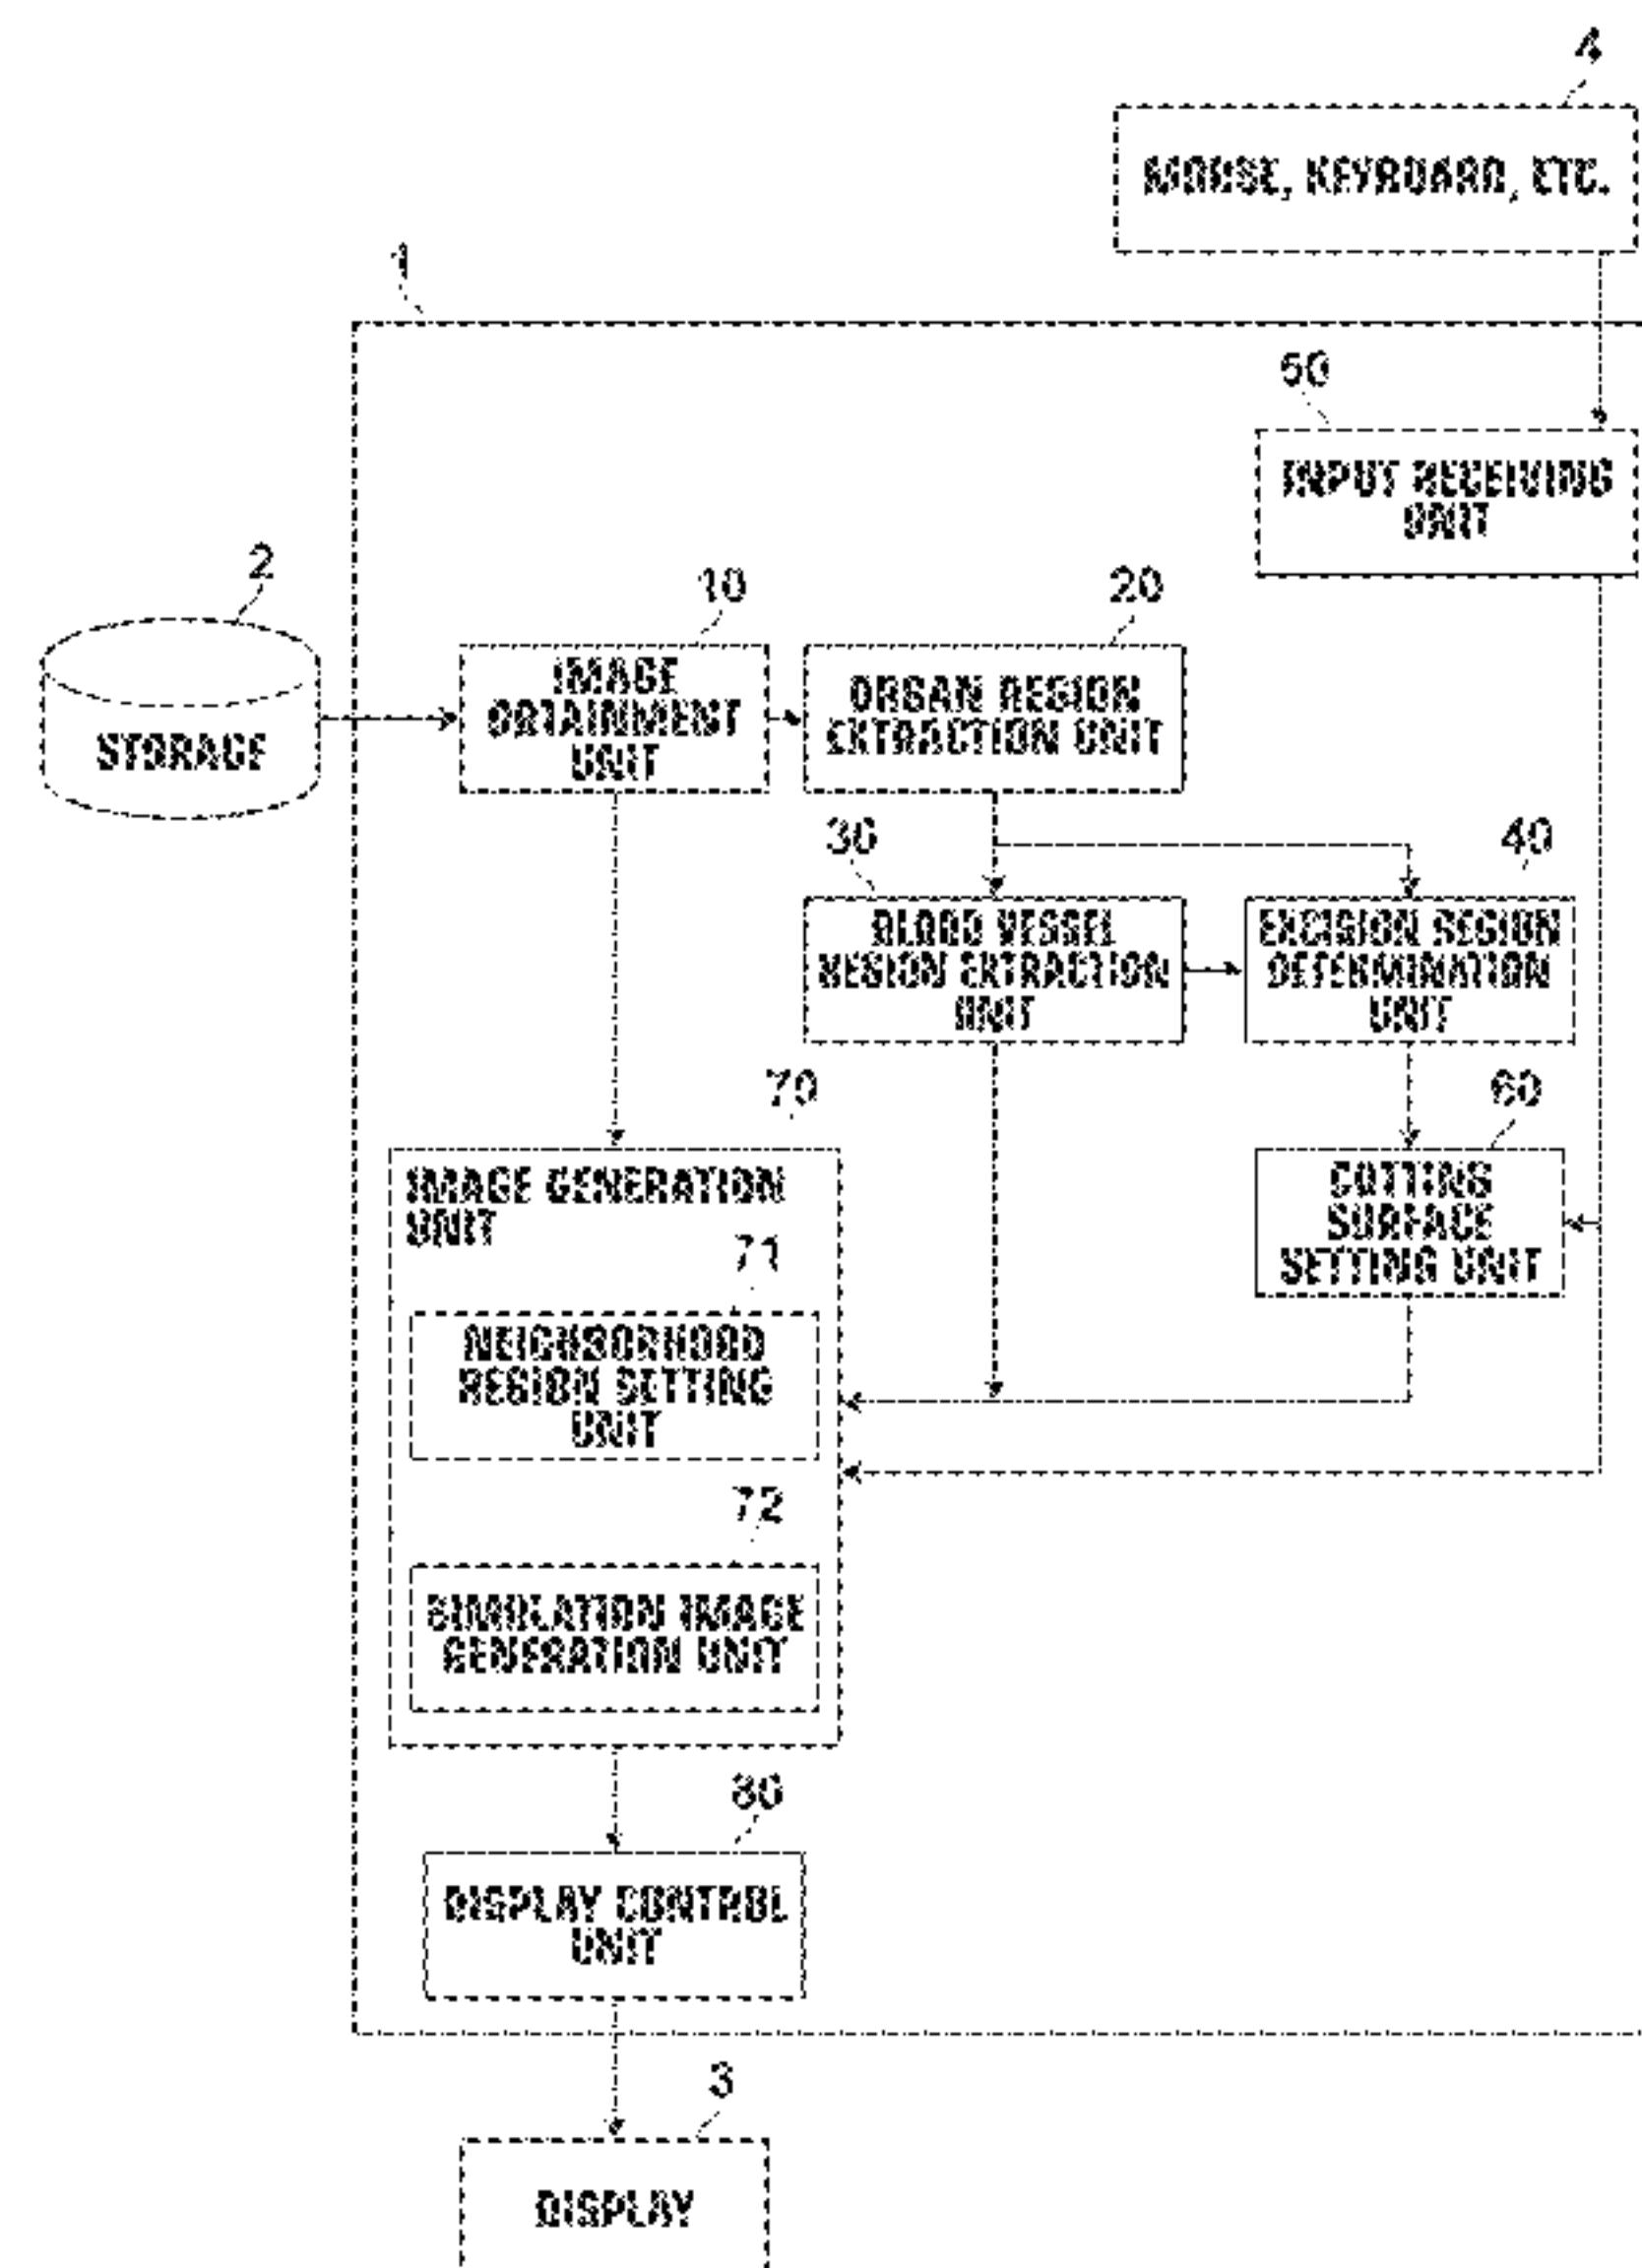 4
MOUSE, KEYBOARD, ETC.
1
50
INPUT RECEIVING
UNIT
2
10
20
STORAGE
IMAGE
OBTAINMENT
UNIT
ORGAN REGION
EXTRACTION UNIT
30
40
BLOOD VESSEL
REGION EXTRACTION
UNIT
EXCISION REGION
DETERMINATION
UNIT
70
60
IMAGE GENERATION
UNIT
CUTTING
SURFACE
SETTING UNIT
71
NEIGHBORHOOD
REGION SETTING
UNIT
72
SIMULATION IMAGE
GENERATION UNIT
80
DISPLAY CONTROL
UNIT
3
DISPLAY